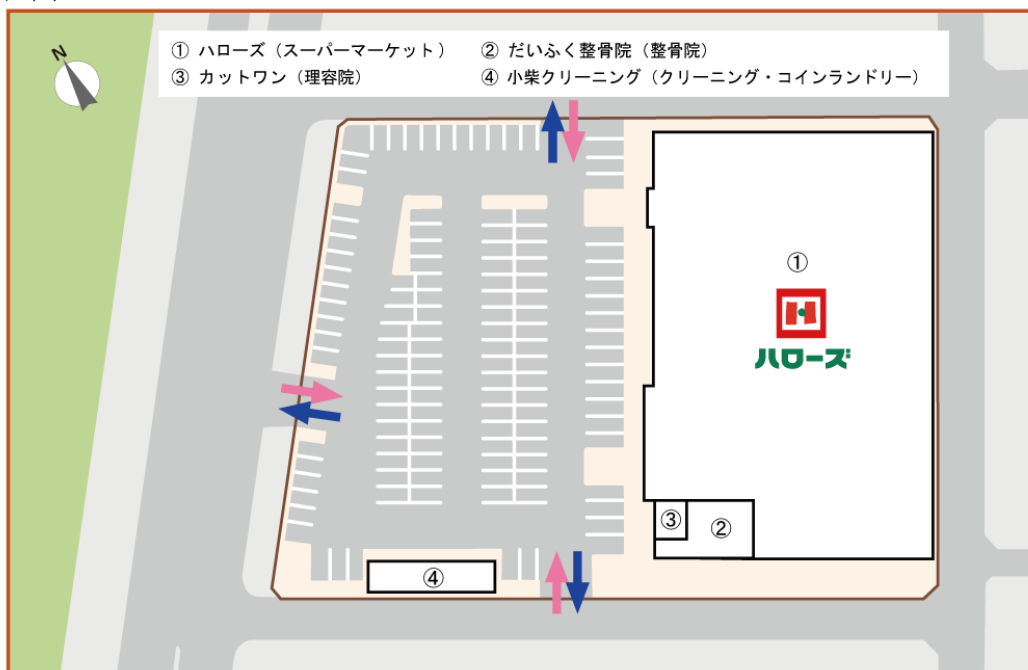 N
① ハローズ（スーパーマーケット） ② だいふく整骨院（整骨院）
③ カットワン（理容院） ④ 小柴クリーニング（クリーニング・コインランドリー）
①
H
ハローズ
③
②
④